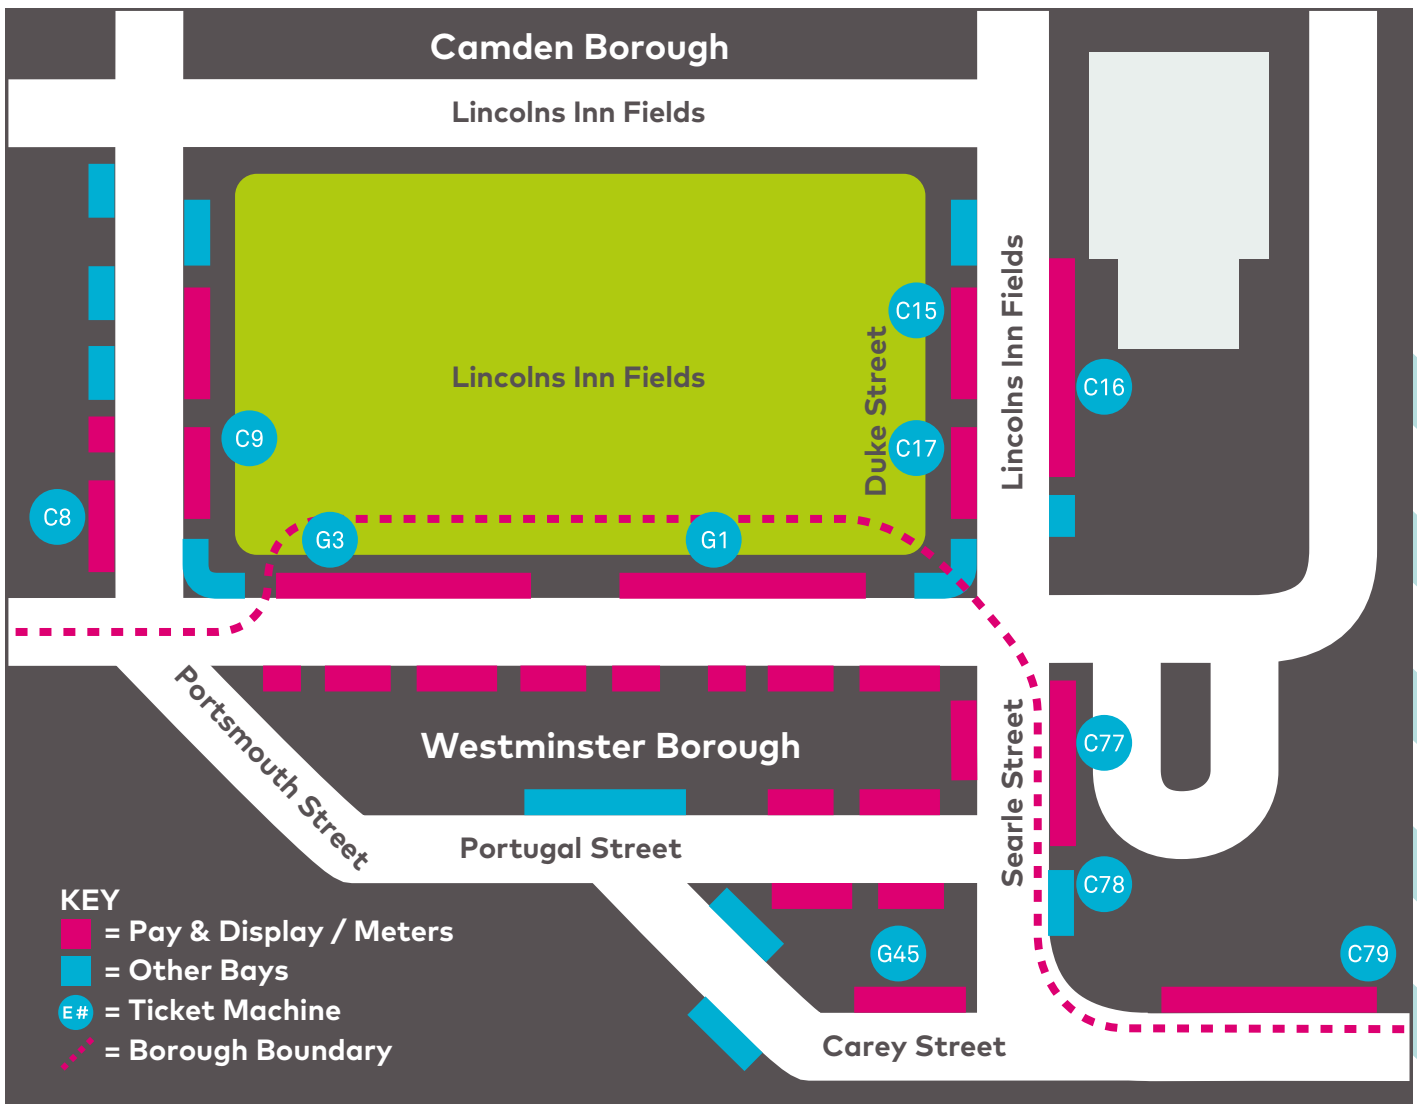 Camden Borough
Lincolns Inn Fields
Lincolns Inn Fields
C15
Lincolns Inn Fields
Duke Street
C16
C9
C17
C8
G3
G1
Portsmouth Street
Westminster Borough
Searle Street
C77
Portugal Street
C78
KEY
= Pay & Display / Meters
G45
C79
= Other Bays
E# = Ticket Machine
Carey Street
= Borough Boundary